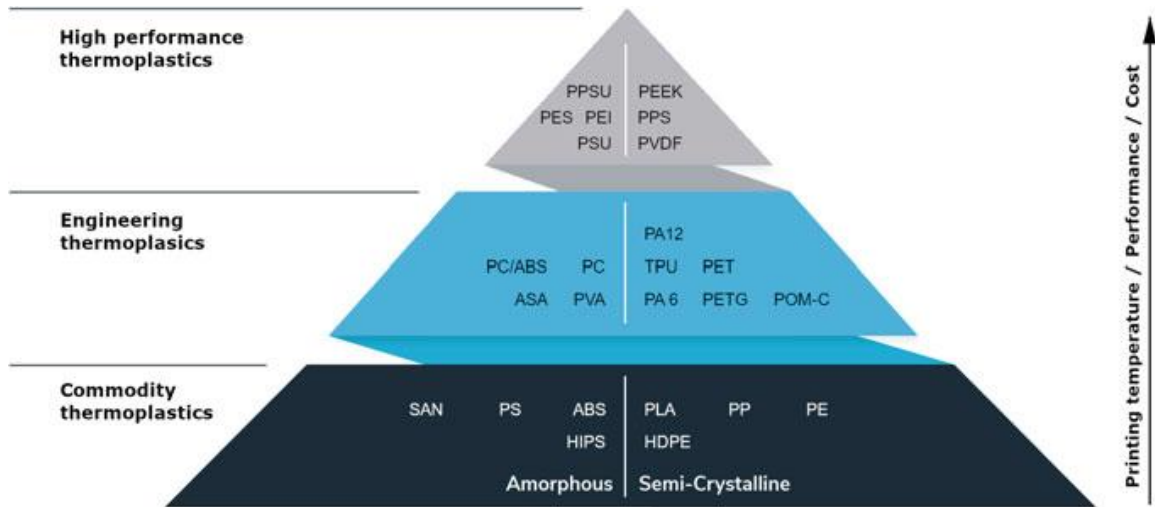 High performance
thermoplastics
PPSU PEEK
PES PEI PPS
PSU PVDF
Engineering
thermoplasics
PA12
PC/ABS PC TPU PET
ASA PVA PA 6 PETG POM-C
Commodity
thermoplastics
SAN PS ABS PLA PP PE
HIPS HDPE
Amorphous Semi-Crystalline
Printing temperature / Performance / Cost